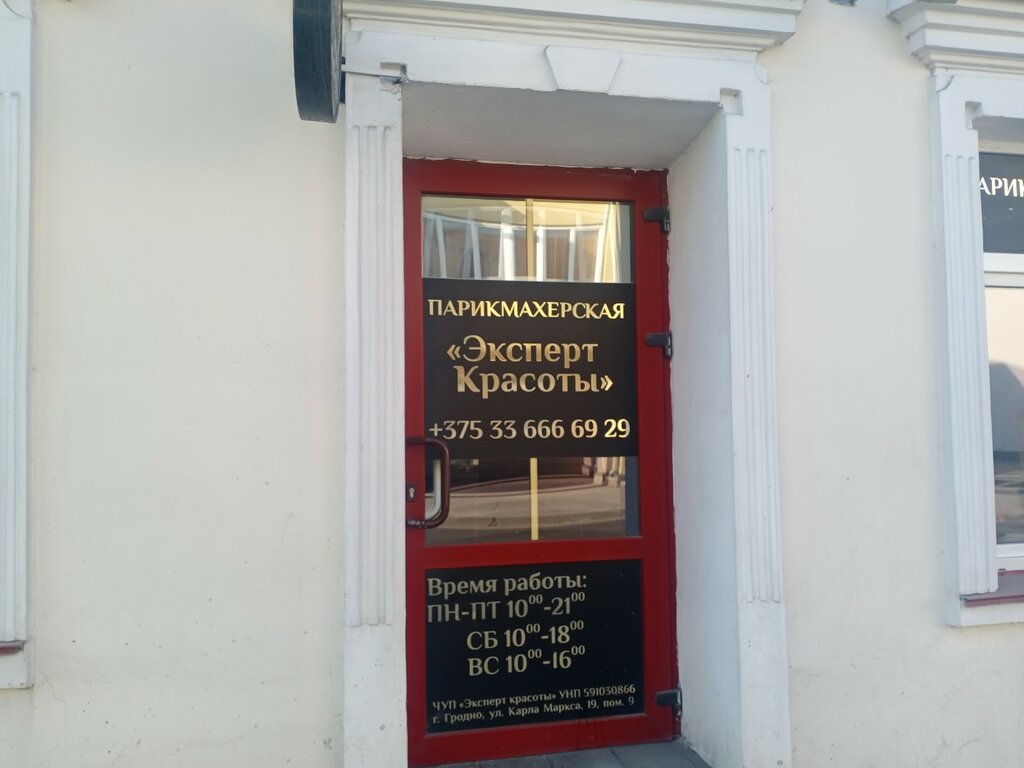 ПАРИКМАХЕРСКАЯ
«Эксперт
Красоты»
+375 33 666 69 29
Время работы:
ПН-ПТ 10⁰⁰-21⁰⁰
СБ 10⁰⁰-18⁰⁰
ВС 10⁰⁰-16⁰⁰
ЧУП «Эксперт красоты» УНП 591030866
г. Гродно, ул. Карла Маркса, 19, пом. 9